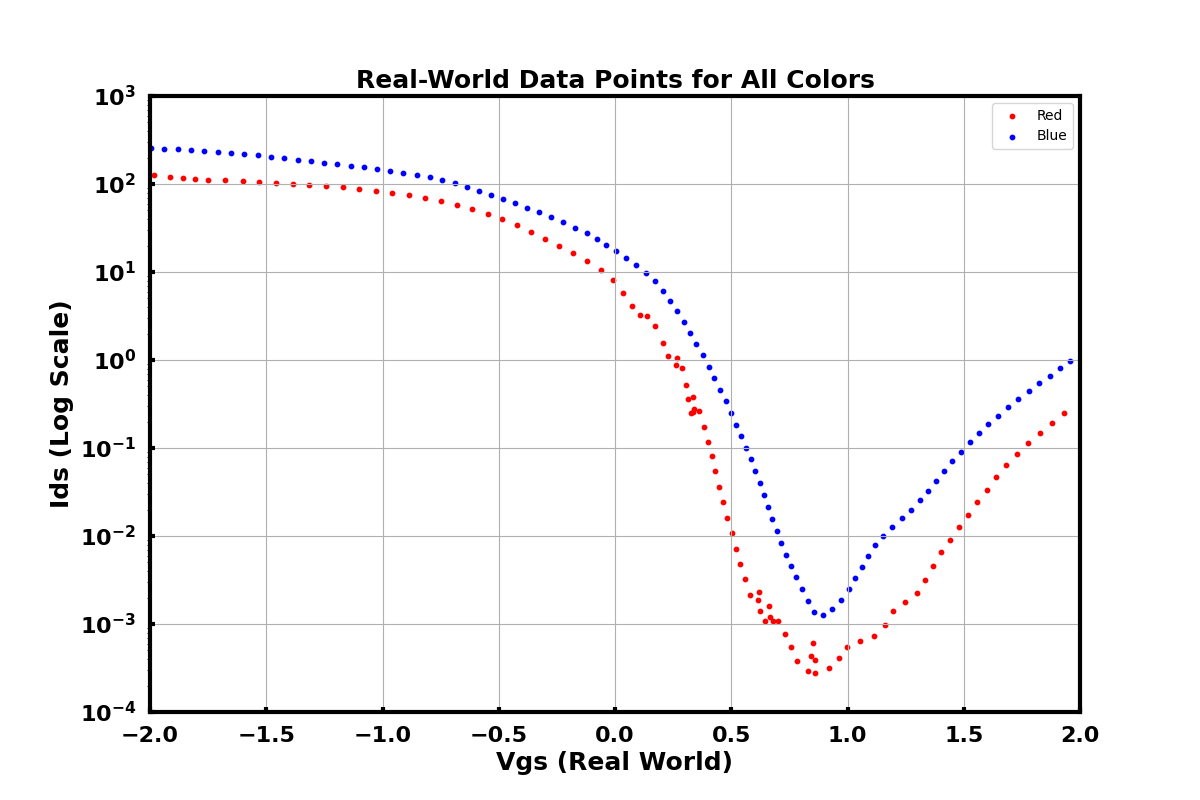 Real-World Data Points for All Colors
Red
Blue
10³
10²
10¹
10⁰
10⁻¹
10⁻²
10⁻³
10⁻⁴
Ids (Log Scale)
−2.0 −1.5 −1.0 −0.5 0.0 0.5 1.0 1.5 2.0
Vgs (Real World)